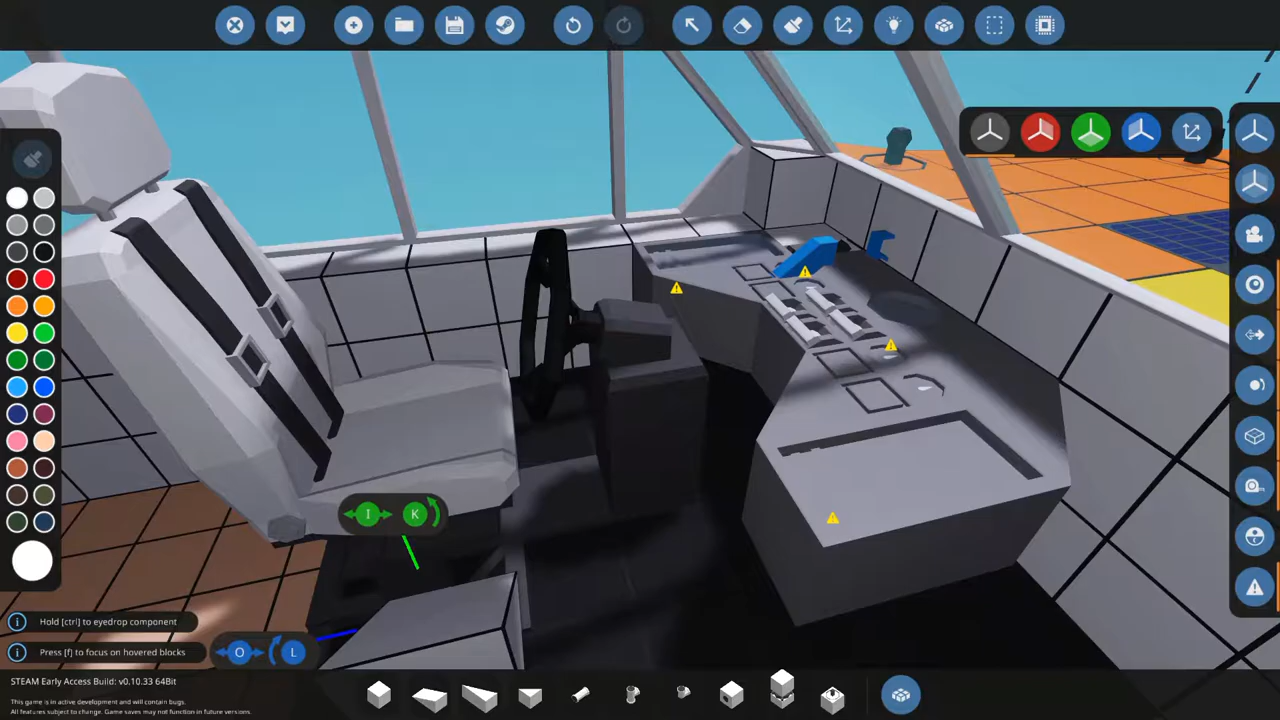 I
K
Hold [ctrl] to eyedrop component
Press [f] to focus on hovered blocks
O
L
STEAM Early Access Build: v0.10.33 64Bit
This game is in active development and will contain bugs.
All features subject to change. Game saves may not function in future versions.